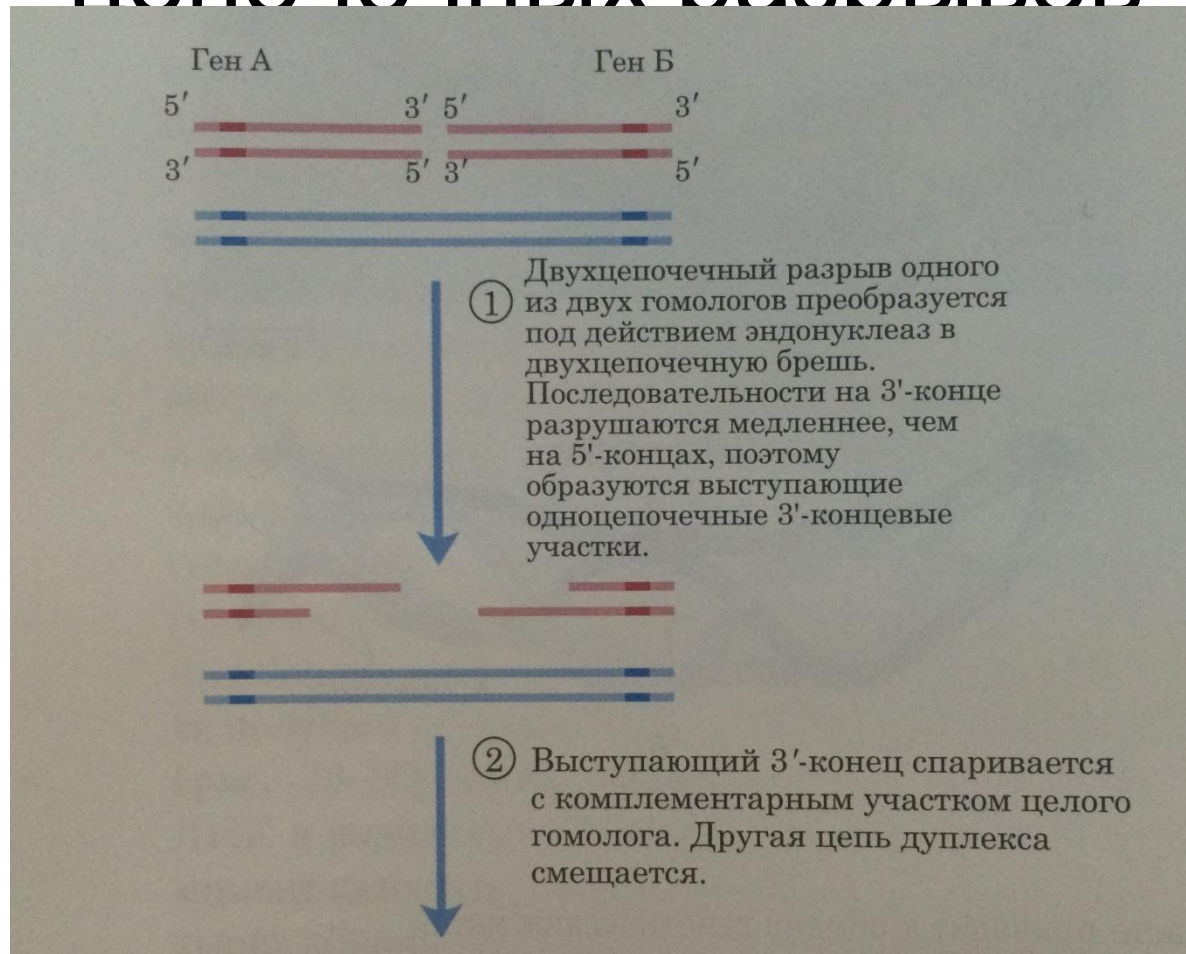 Ген А Ген Б
5′ 3′ 5′ 3′
3′ 5′ 3′ 5′
① Двухцепочечный разрыв одного
из двух гомологов преобразуется
под действием эндонуклеаз в
двухцепочечную брешь.
Последовательности на 3'-конце
разрушаются медленнее, чем
на 5'-концах, поэтому
образуются выступающие
одноцепочечные 3'-концевые
участки.
② Выступающий 3′-конец спаривается
с комплементарным участком целого
гомолога. Другая цепь дуплекса
смещается.